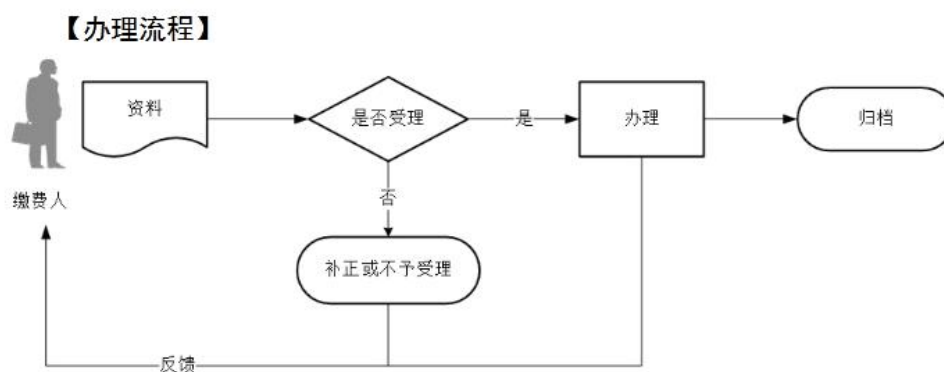 【办理流程】
资料
是否受理
是
办理
归档
缴费人
否
补正或不予受理
反馈